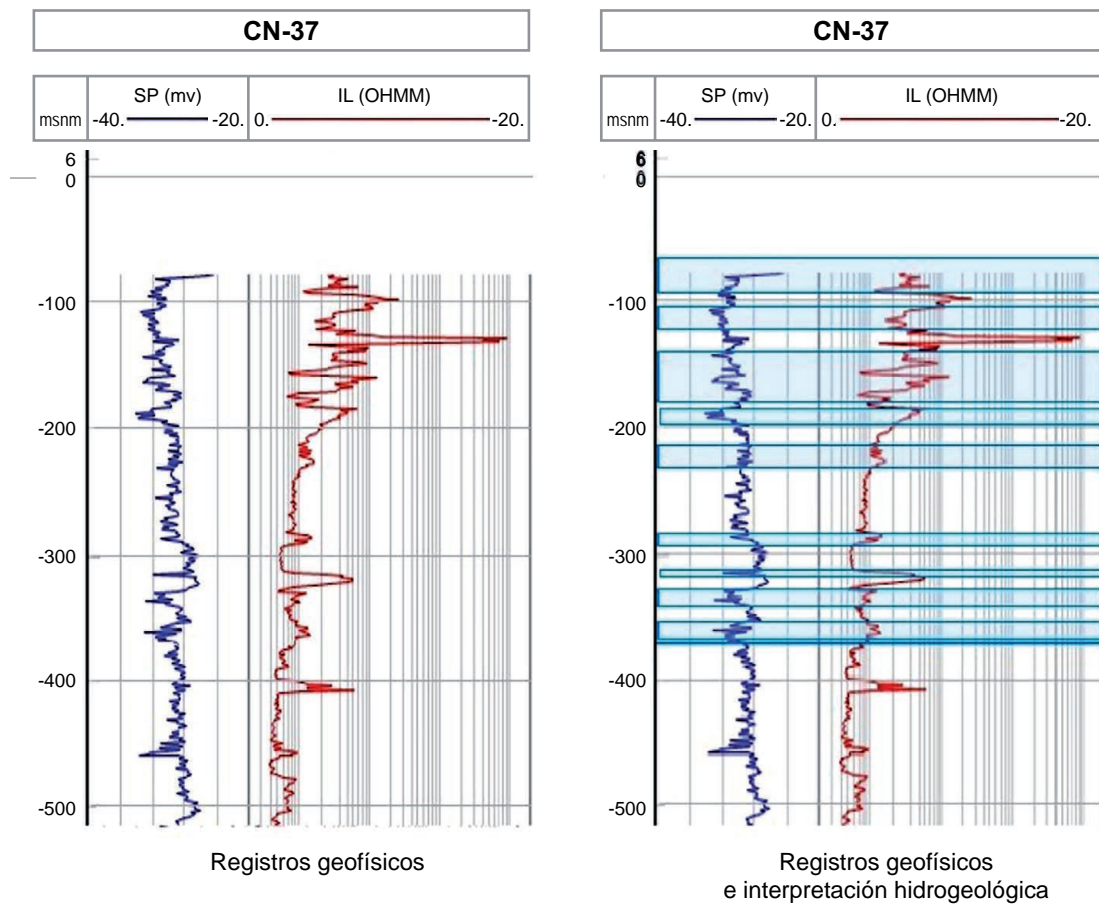 CN-37
SP (mv) IL (OHMM)
msnm -40. -20. 0. -20.
6
0
-100
-200
-300
-400
-500
Registros geofísicos
CN-37
SP (mv) IL (OHMM)
msnm -40. -20. 0. -20.
6
0
-100
-200
-300
-400
-500
Registros geofísicos
e interpretación hidrogeológica